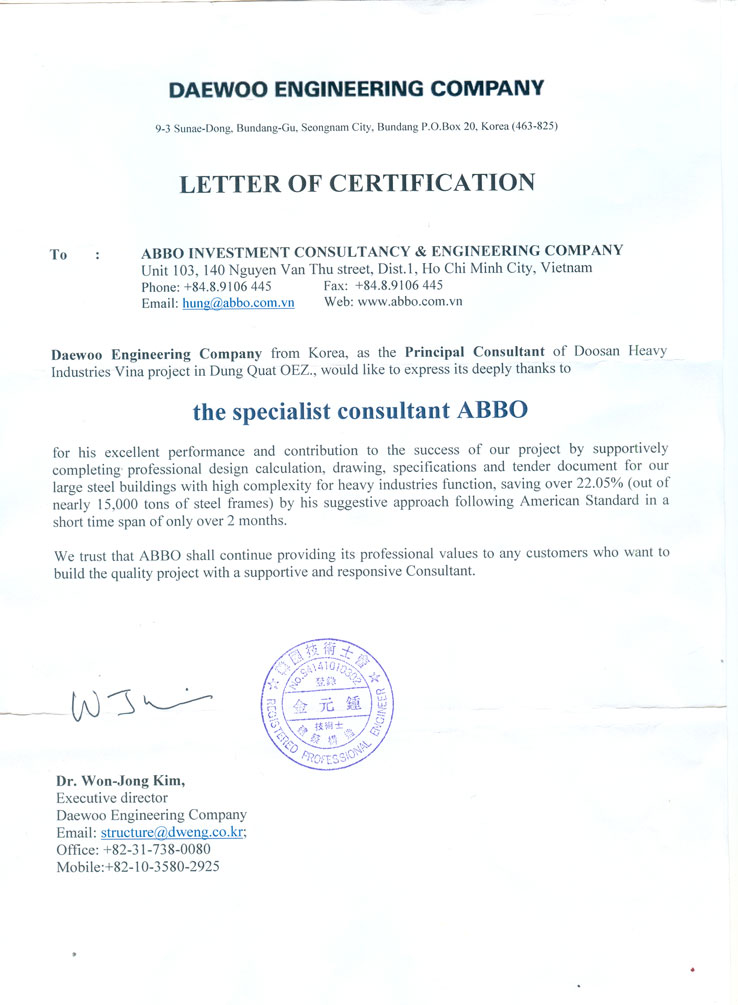 DAEWOO ENGINEERING COMPANY
9-3 Sunae-Dong, Bundang-Gu, Seongnam City, Bundang P.O.Box 20, Korea (463-825)
LETTER OF CERTIFICATION
To : ABBO INVESTMENT CONSULTANCY & ENGINEERING COMPANY
Unit 103, 140 Nguyen Van Thu street, Dist.1, Ho Chi Minh City, Vietnam
Phone: +84.8.9106 445 Fax: +84.8.9106 445
Email: hung@abbo.com.vn Web: www.abbo.com.vn
Daewoo Engineering Company from Korea, as the Principal Consultant of Doosan Heavy
Industries Vina project in Dung Quat OEZ., would like to express its deeply thanks to
the specialist consultant ABBO
for his excellent performance and contribution to the success of our project by supportively
completing professional design calculation, drawing, specifications and tender document for our
large steel buildings with high complexity for heavy industries function, saving over 22.05% (out of
nearly 15,000 tons of steel frames) by his suggestive approach following American Standard in a
short time span of only over 2 months.
We trust that ABBO shall continue providing its professional values to any customers who want to
build the quality project with a supportive and responsive Consultant.
國技術士會
No.S4141010302
登錄
金元鍾
技術士
REGISTERED PROFESSIONAL ENGINEER
Dr. Won-Jong Kim,
Executive director
Daewoo Engineering Company
Email: structure@dweng.co.kr;
Office: +82-31-738-0080
Mobile:+82-10-3580-2925